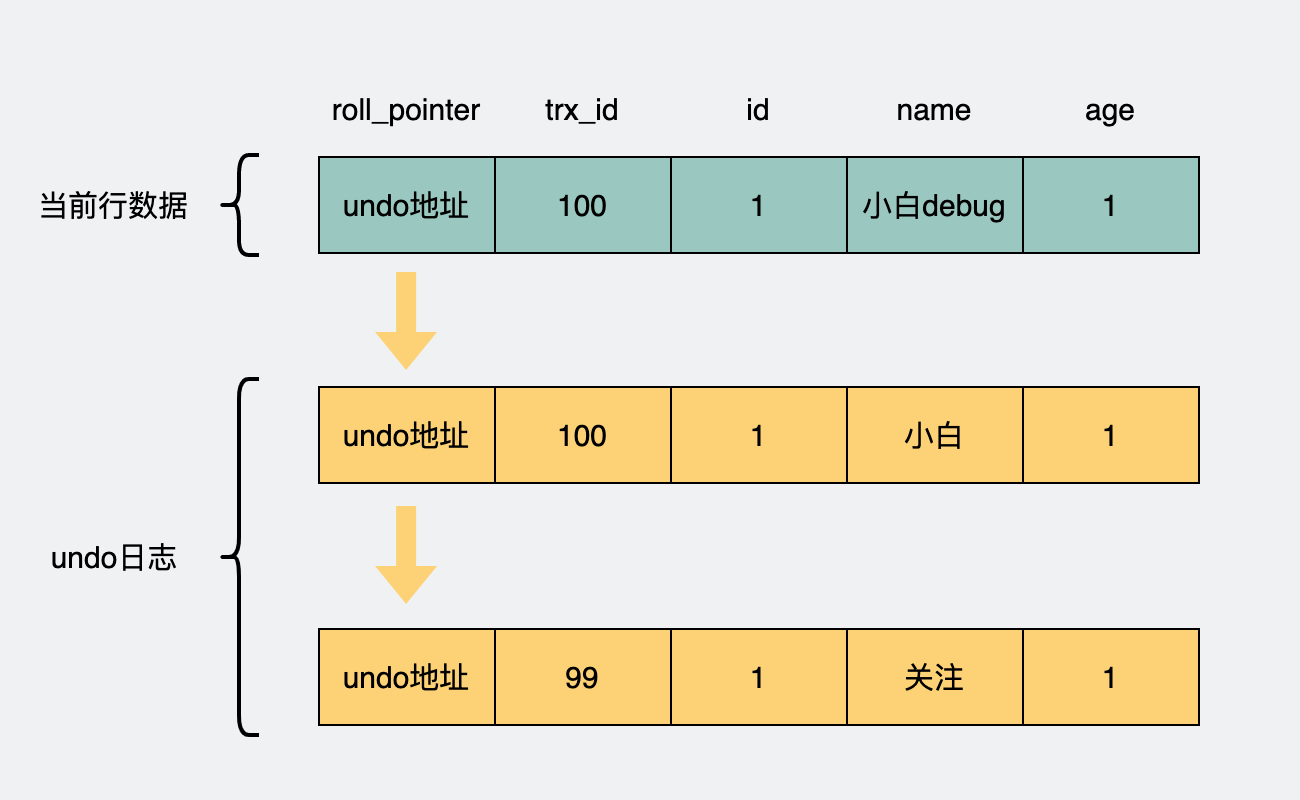 roll_pointer trx_id id name age
当前行数据 undo地址 100 1 小白debug 1
undo地址 100 1 小白 1
undo日志
undo地址 99 1 关注 1